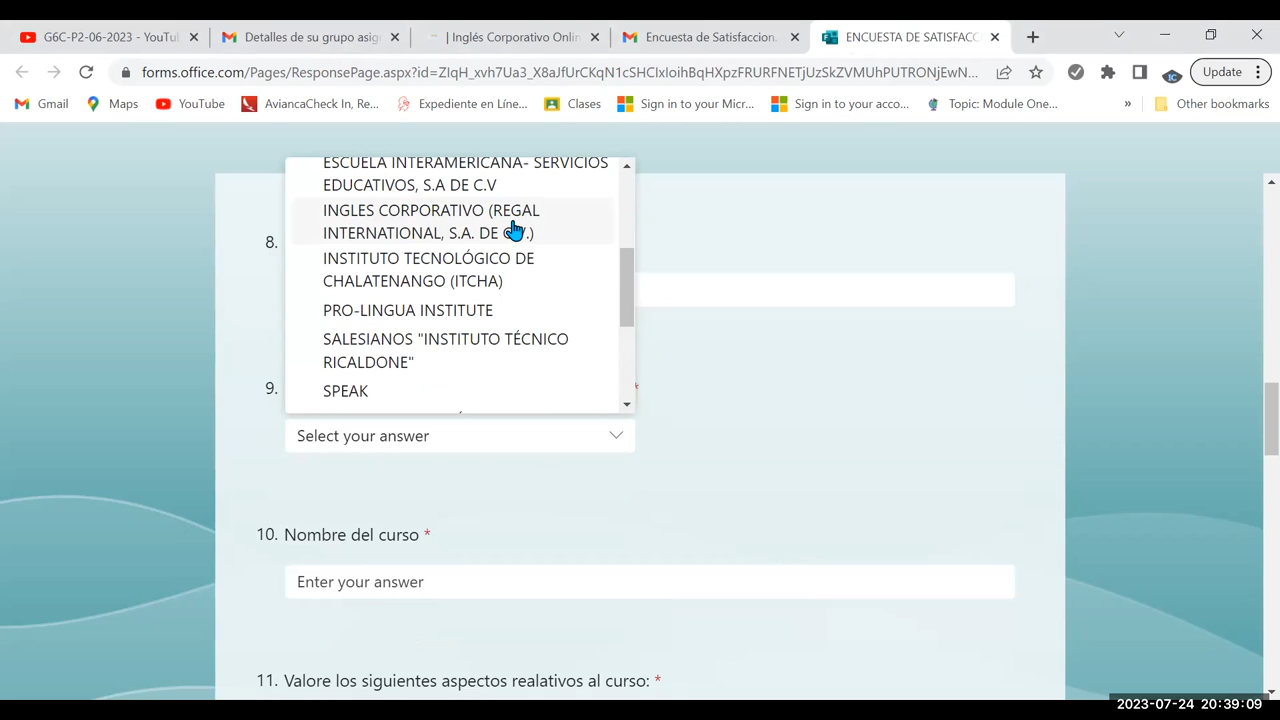 G6C-P2-06-2023 - YouTu
Detalles de su grupo asig
| Inglés Corporativo Onlin
Encuesta de Satisfaccion.
ENCUESTA DE SATISFACC
forms.office.com/Pages/ResponsePage.aspx?id=ZIqH_xvh7Ua3_X8aJfUrCKqN1cSHClxIoihBqHXpzFRURFNETjUzSkZVMUhPUTRONjEwN...
Update
Gmail
Maps
YouTube
AviancaCheck In, Re...
Expediente en Líne...
Clases
Sign in to your Micr...
Sign in to your acco...
Topic: Module One...
»
Other bookmarks
ESCUELA INTERAMERICANA- SERVICIOS
EDUCATIVOS, S.A DE C.V
INGLES CORPORATIVO (REGAL
INTERNATIONAL, S.A. DE C.V.)
INSTITUTO TECNOLÓGICO DE
CHALATENANGO (ITCHA)
PRO-LINGUA INSTITUTE
SALESIANOS "INSTITUTO TÉCNICO
RICALDONE"
SPEAK
8.
9.
*
Select your answer
10. Nombre del curso *
Enter your answer
11. Valore los siguientes aspectos realativos al curso: *
2023-07-24 20:39:09